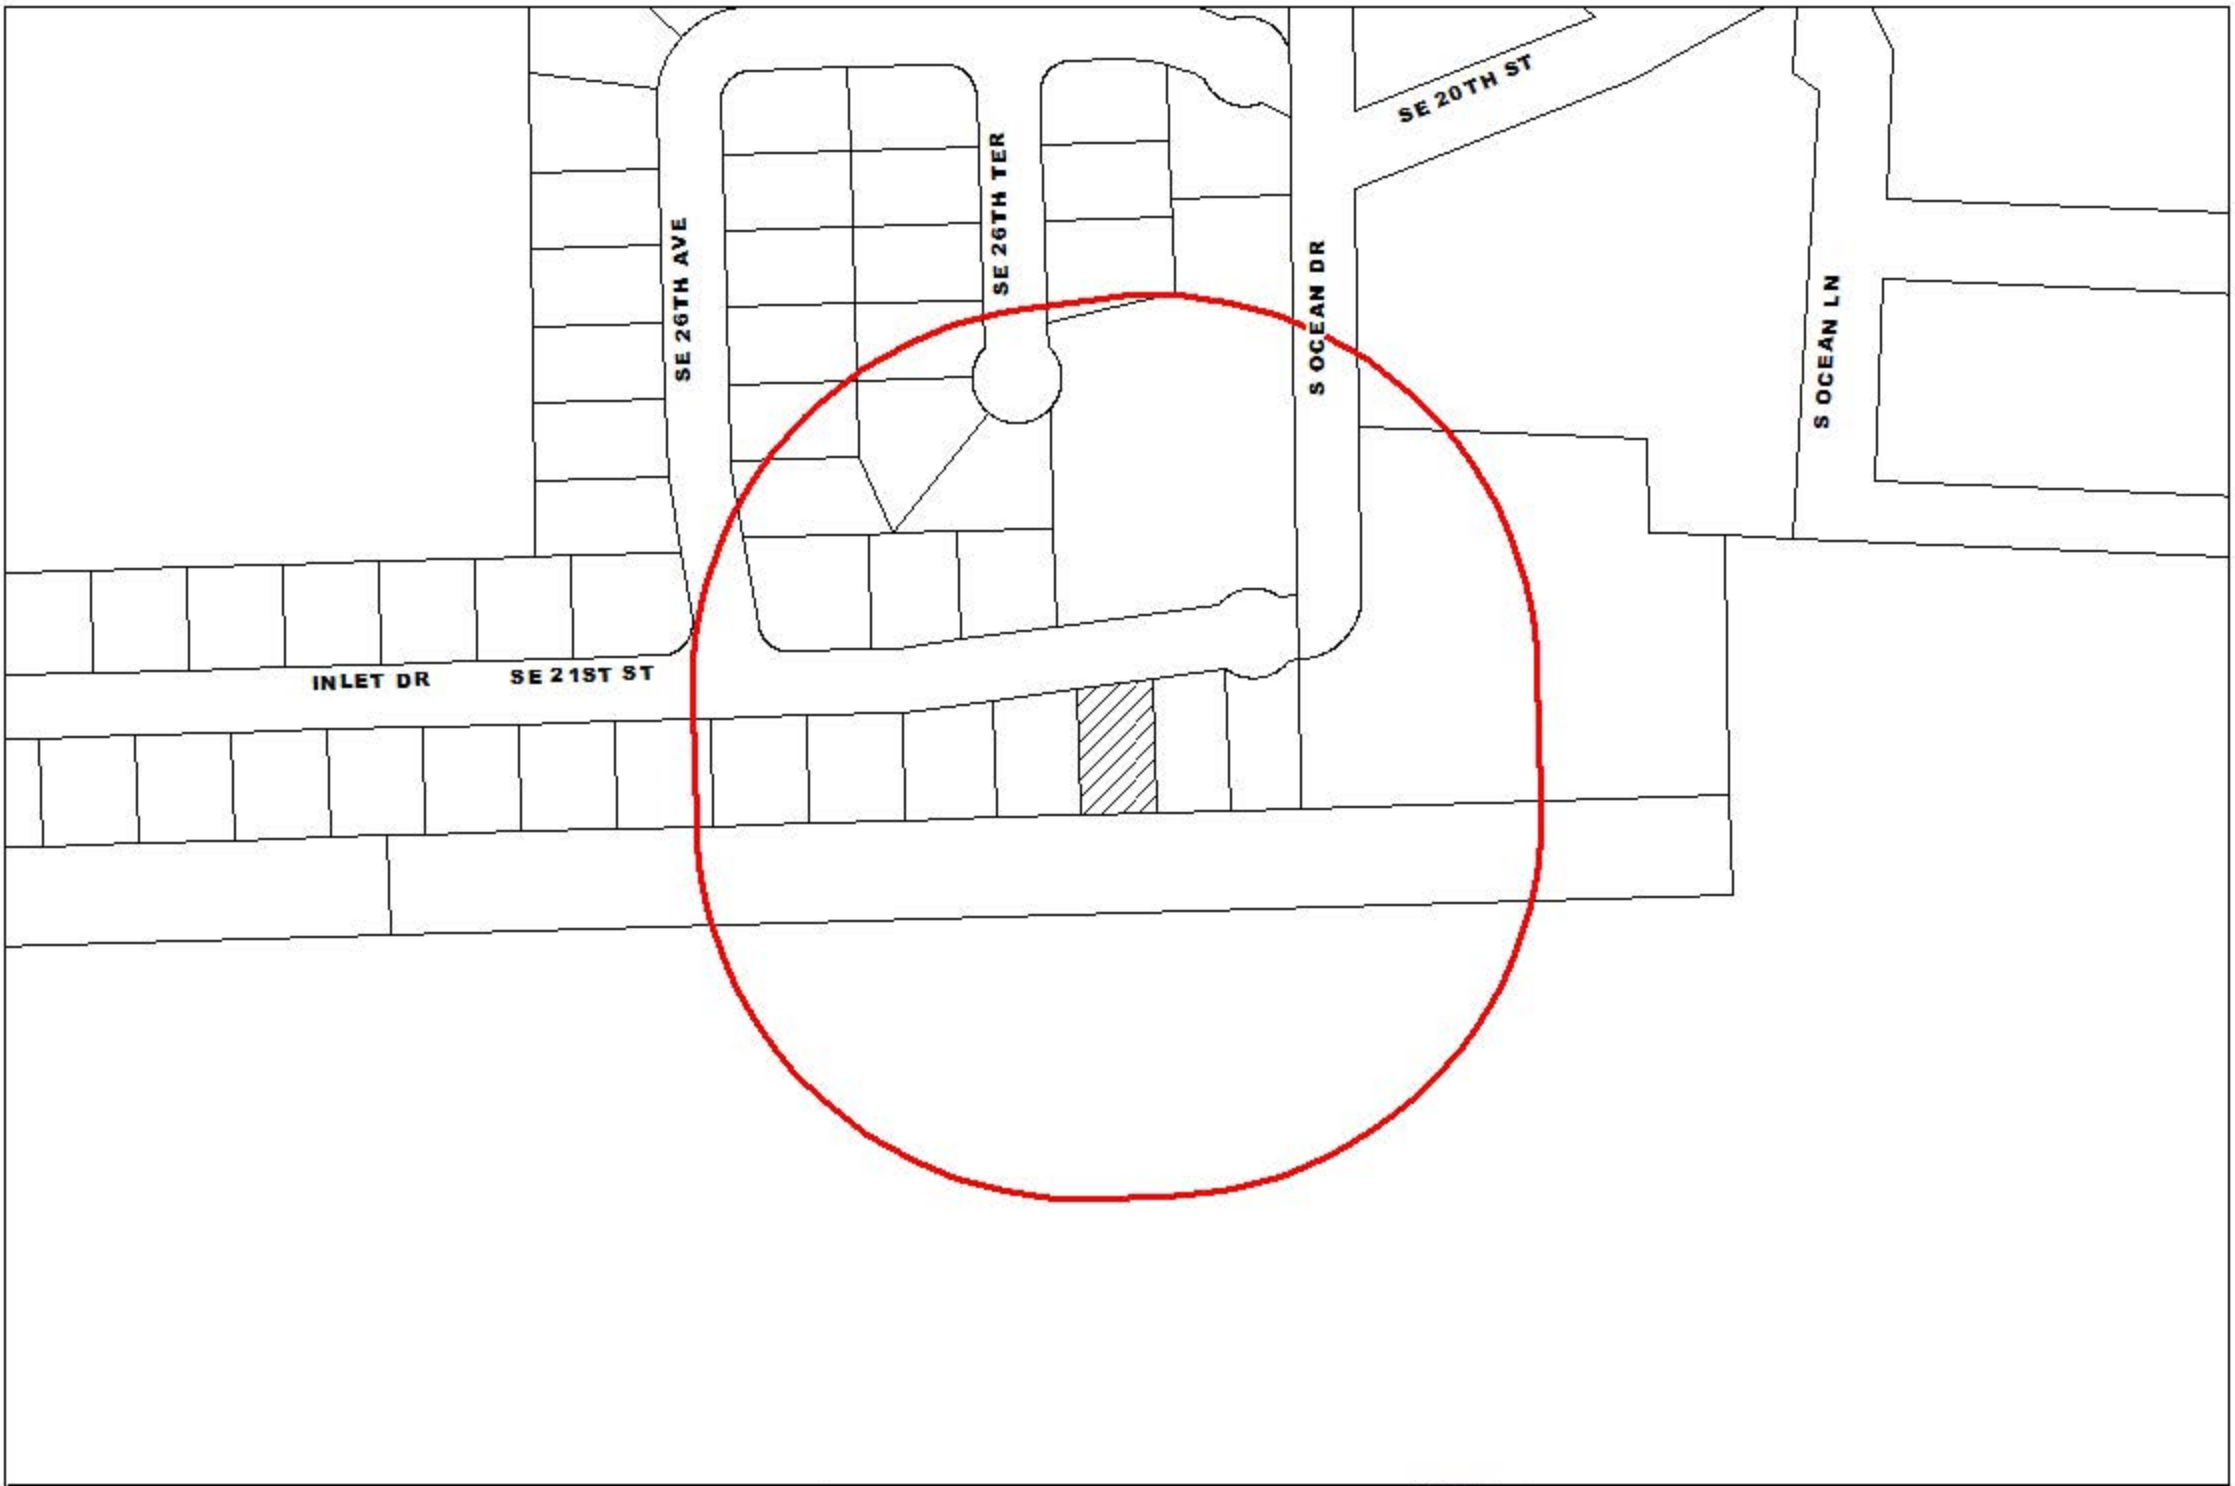 SE 20TH ST
SE 26TH TER
SE 26TH AVE
S OCEAN DR
S OCEAN LN
INLET DR
SE 21ST ST